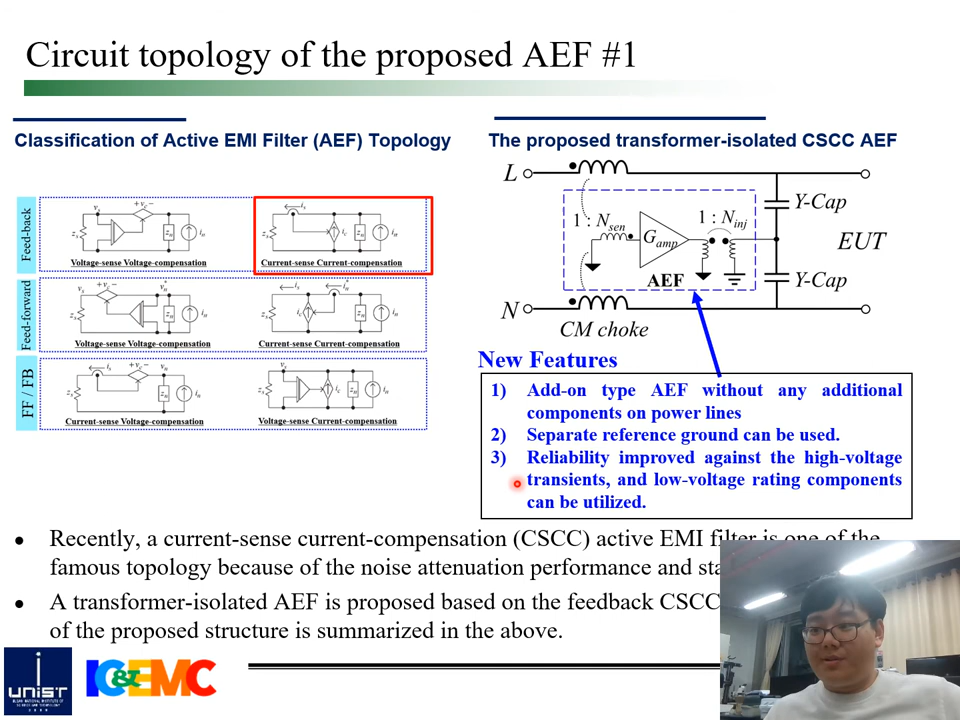 Circuit topology of the proposed AEF #1
Classification of Active EMI Filter (AEF) Topology
Feed-back
Voltage-sense Voltage-compensation
Current-sense Current-compensation
Feed-forward
Voltage-sense Voltage-compensation
Current-sense Current-compensation
FF / FB
Current-sense Voltage-compensation
Voltage-sense Current-compensation
The proposed transformer-isolated CSCC AEF
L
Y-Cap
1 : Nsen
Gamp
1 : Ninj
EUT
AEF
Y-Cap
N
CM choke
New Features
1) Add-on type AEF without any additional
components on power lines
2) Separate reference ground can be used.
3) Reliability improved against the high-voltage
transients, and low-voltage rating components
can be utilized.
• Recently, a current-sense current-compensation (CSCC) active EMI filter is one of the
famous topology because of the noise attenuation performance and
• A transformer-isolated AEF is proposed based on the feedback CSCC
of the proposed structure is summarized in the above.
UNIST
IC&EMC